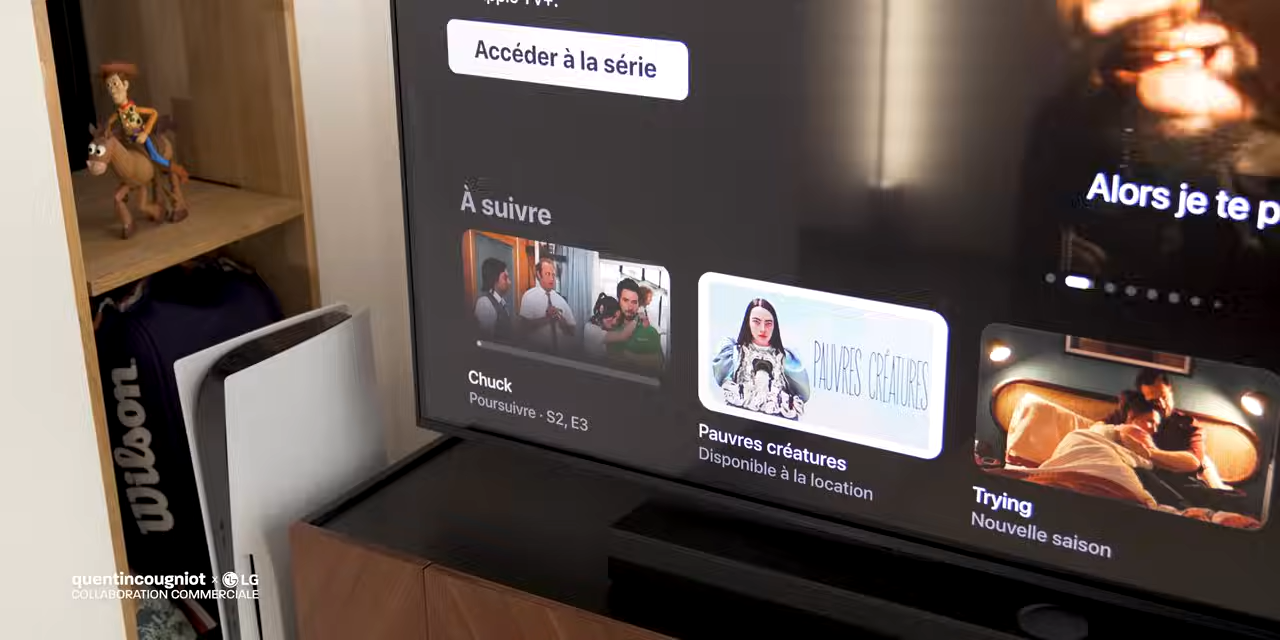 Accéder à la série
À suivre
Alors je te p
PAUVRES CRÉATURES
Chuck
Poursuivre · S2, E3
Pauvres créatures
Disponible à la location
Trying
Nouvelle saison
Wilson
quentincougniot × LG
COLLABORATION COMMERCIALE